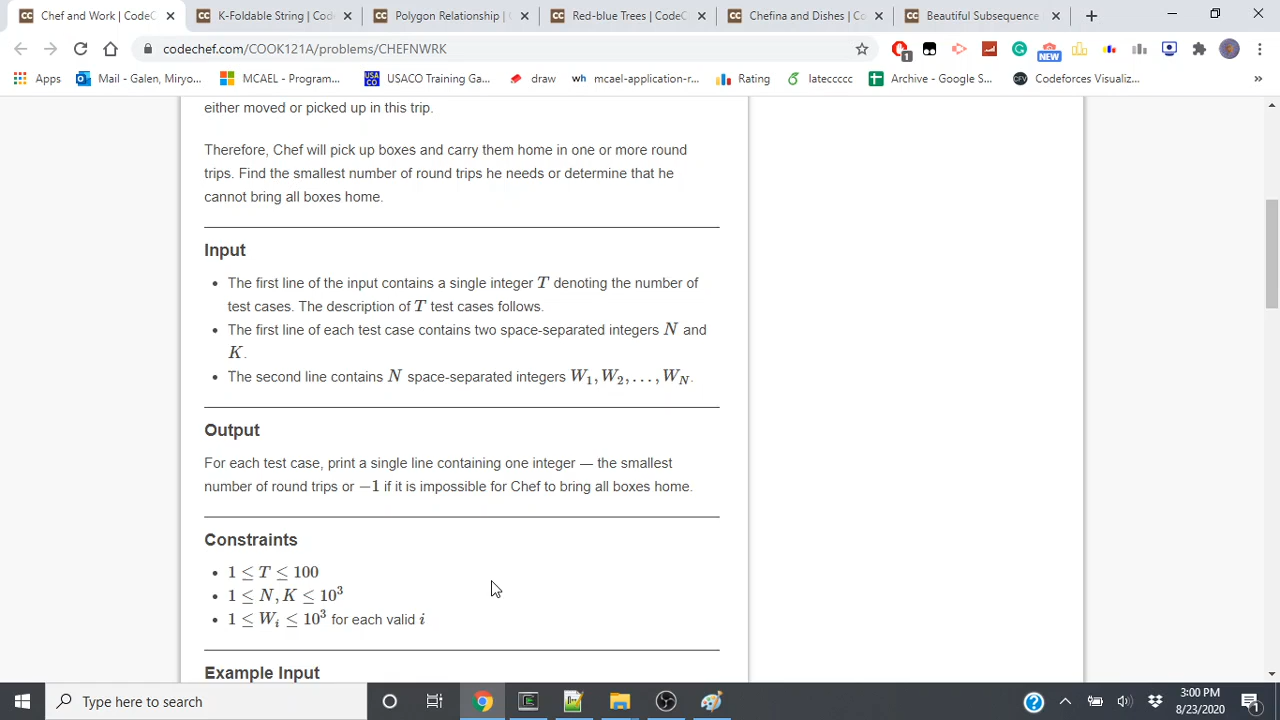 Chef and Work | CodeC
K-Foldable String | Cod
Polygon Relationship |
Red-blue Trees | CodeC
Chefina and Dishes | Co
Beautiful Subsequence
codechef.com/COOK121A/problems/CHEFNWRK
1
NEW
Apps
Mail - Galen, Miryo...
MCAEL - Program...
USACO Training Ga...
draw
mcael-application-r...
Rating
lateccccc
Archive - Google S...
Codeforces Visualiz...
»
either moved or picked up in this trip.
Therefore, Chef will pick up boxes and carry them home in one or more round
trips. Find the smallest number of round trips he needs or determine that he
cannot bring all boxes home.
Input
• The first line of the input contains a single integer T denoting the number of
test cases. The description of T test cases follows.
• The first line of each test case contains two space-separated integers N and
K.
• The second line contains N space-separated integers W₁, W₂, . . . , W_N.
Output
For each test case, print a single line containing one integer — the smallest
number of round trips or −1 if it is impossible for Chef to bring all boxes home.
Constraints
• 1 ≤ T ≤ 100
• 1 ≤ N, K ≤ 10³
• 1 ≤ Wᵢ ≤ 10³ for each valid i
Example Input
Type here to search
3:00 PM
8/23/2020
1